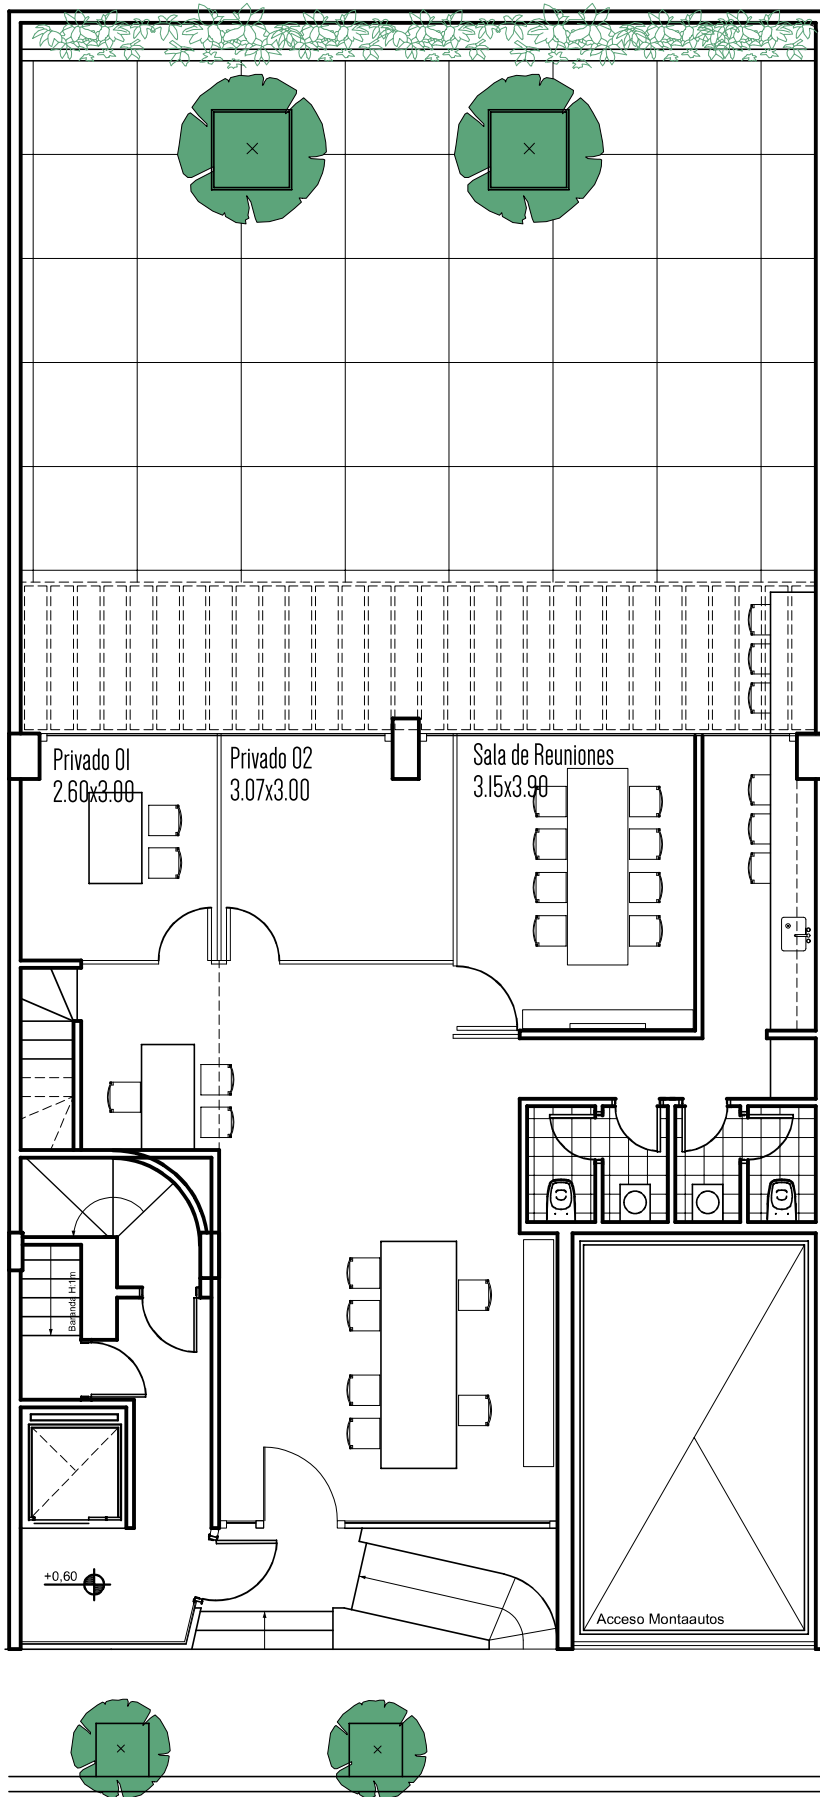 Privado 01
2.60x3.00
Privado 02
3.07x3.00
Sala de Reuniones
3.15x3.90
Baranda H:1m
+0,60
Acceso Montaautos